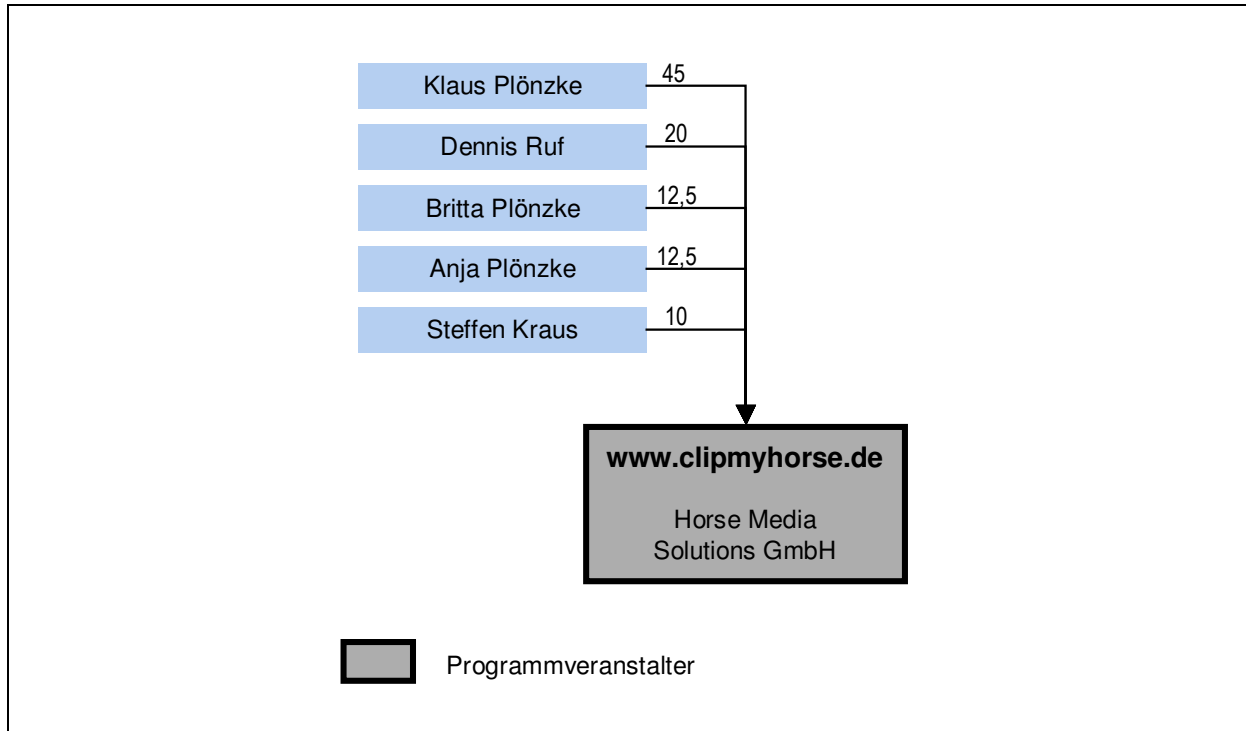 Klaus Plönzke 45
Dennis Ruf 20
Britta Plönzke 12,5
Anja Plönzke 12,5
Steffen Kraus 10
www.clipmyhorse.de
Horse Media
Solutions GmbH
Programmveranstalter